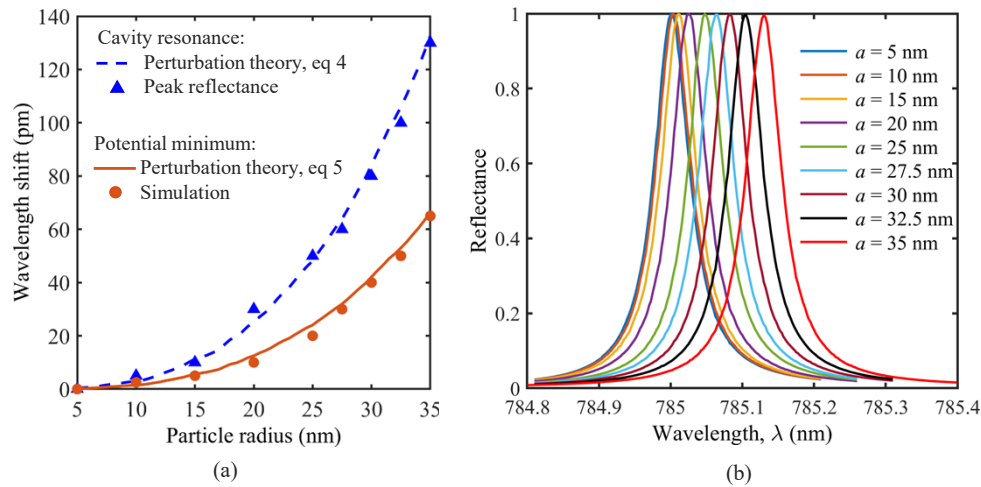 140
120
100
80
60
40
20
0
5
10
15
20
25
30
35
Wavelength shift (pm)
Particle radius (nm)
Cavity resonance:
Perturbation theory, eq 4
Peak reflectance
Potential minimum:
Perturbation theory, eq 5
Simulation
(a)
1
0.8
0.6
0.4
0.2
0
784.8
784.9
785
785.1
785.2
785.3
785.4
Reflectance
Wavelength, λ (nm)
a = 5 nm
a = 10 nm
a = 15 nm
a = 20 nm
a = 25 nm
a = 27.5 nm
a = 30 nm
a = 32.5 nm
a = 35 nm
(b)